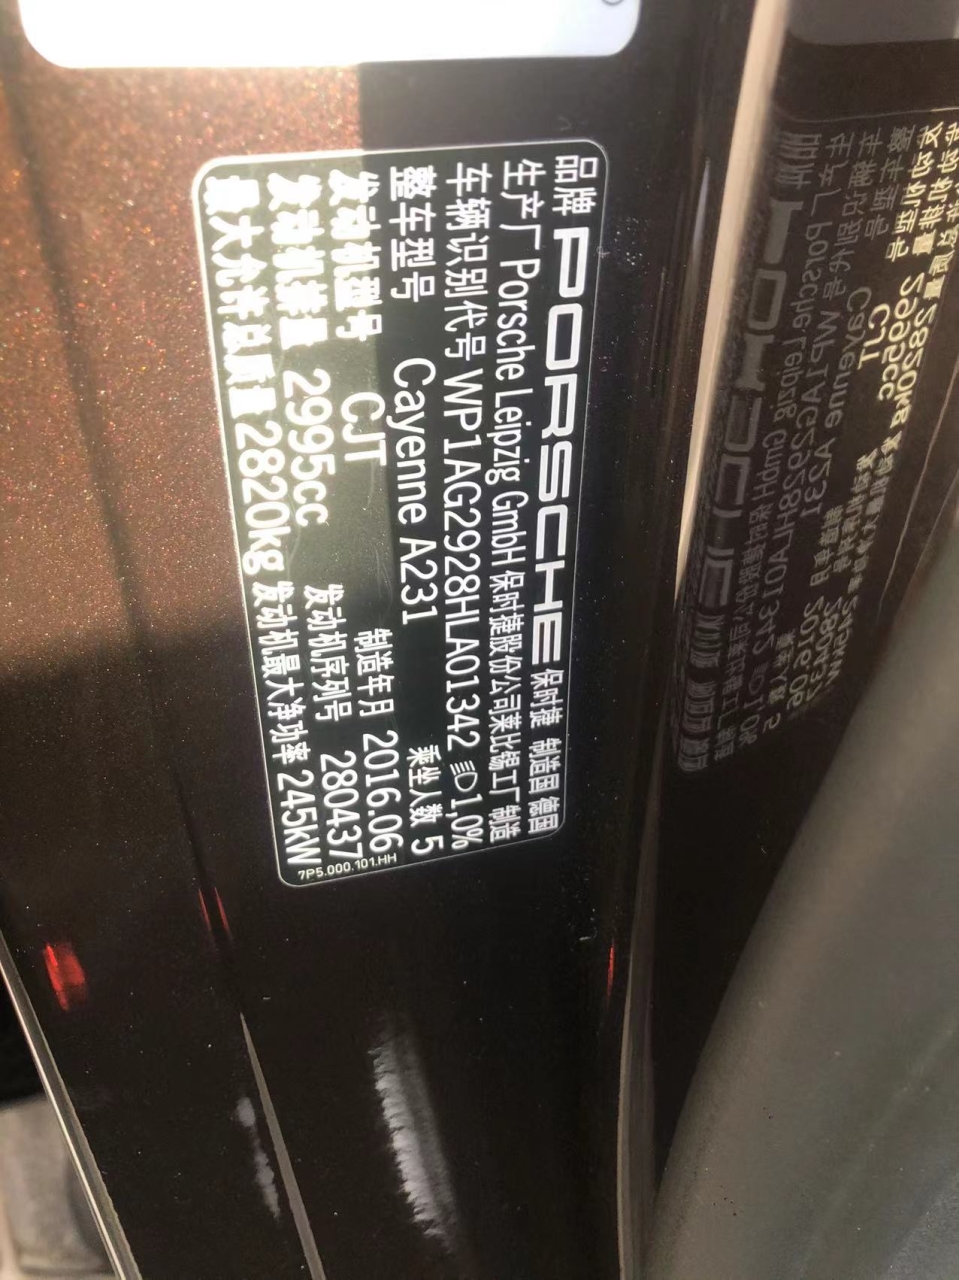 品牌 PORSCHE 保时捷 制造国 德国
生产厂 Porsche Leipzig GmbH 保时捷股份公司莱比锡工厂制造
车辆识别代号 WP1AG2928HLA01342 1,0%
整车型号 Cayenne A231 乘坐人数 5
发动机型号 CJT 制造年月 2016.06
发动机排量 2995cc 发动机序列号 280437
最大允许总质量 2820kg 发动机最大净功率 245kW
7P5.000.101.HH